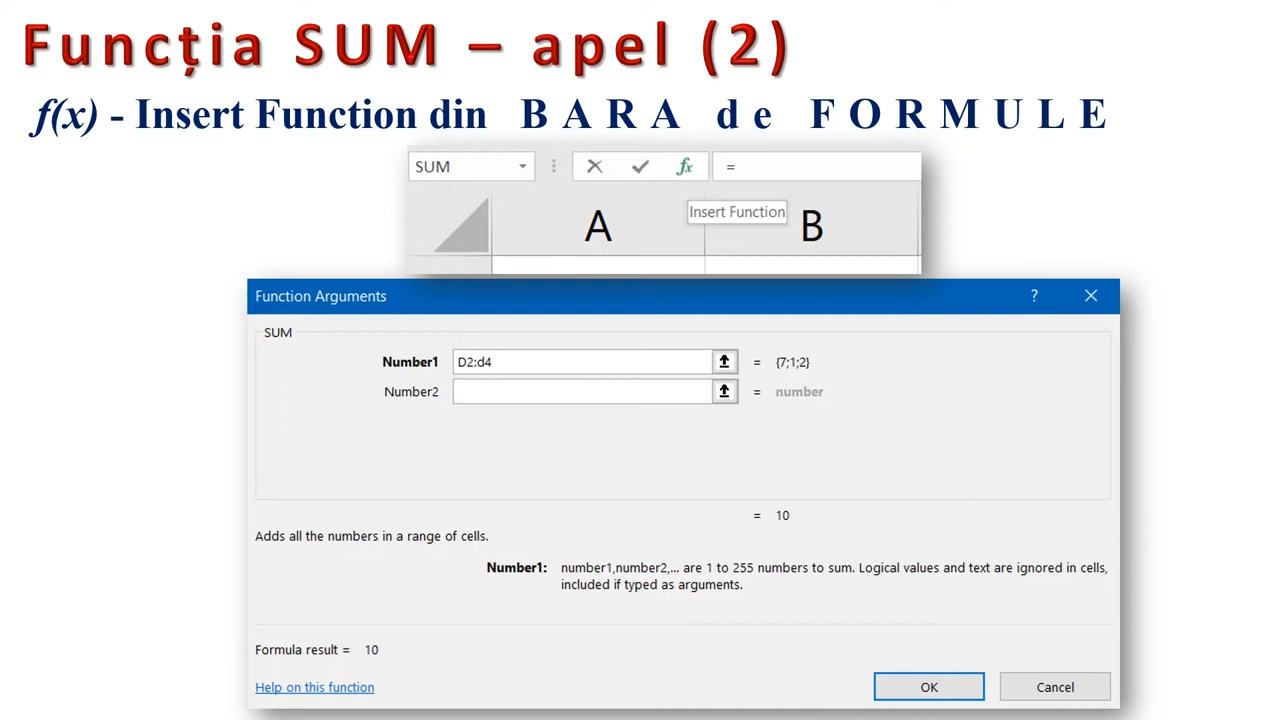 Funcția SUM – apel (2)
f(x) - Insert Function din BARA de FORMULE
SUM =
Insert Function
A B
Function Arguments ?
SUM
Number1 D2:d4 = {7;1;2}
Number2 = number
= 10
Adds all the numbers in a range of cells.
Number1: number1,number2,... are 1 to 255 numbers to sum. Logical values and text are ignored in cells,
included if typed as arguments.
Formula result = 10
Help on this function OK Cancel